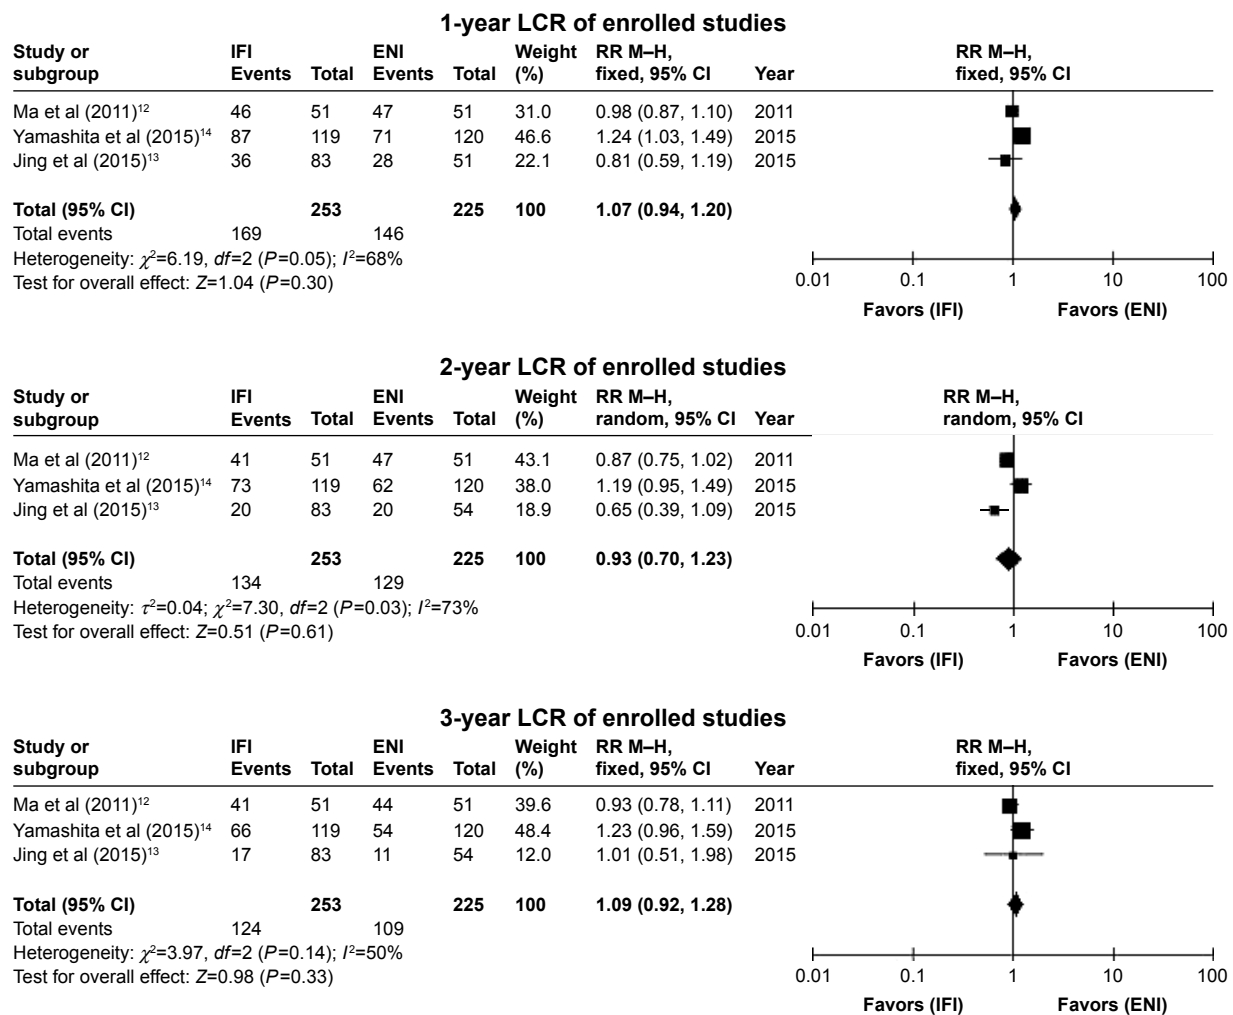 1-year LCR of enrolled studies
Study or IFI ENI Weight RR M–H, RR M–H,
subgroup Events Total Events Total (%) fixed, 95% CI Year fixed, 95% CI
Ma et al (2011)12 46 51 47 51 31.0 0.98 (0.87, 1.10) 2011
Yamashita et al (2015)14 87 119 71 120 46.6 1.24 (1.03, 1.49) 2015
Jing et al (2015)13 36 83 28 51 22.1 0.81 (0.59, 1.19) 2015
Total (95% CI) 253 225 100 1.07 (0.94, 1.20)
Total events 169 146
Heterogeneity: χ2=6.19, df=2 (P=0.05); I2=68%
Test for overall effect: Z=1.04 (P=0.30)
0.01 0.1 1 10 100
Favors (IFI) Favors (ENI)
2-year LCR of enrolled studies
Study or IFI ENI Weight RR M–H, RR M–H,
subgroup Events Total Events Total (%) random, 95% CI Year random, 95% CI
Ma et al (2011)12 41 51 47 51 43.1 0.87 (0.75, 1.02) 2011
Yamashita et al (2015)14 73 119 62 120 38.0 1.19 (0.95, 1.49) 2015
Jing et al (2015)13 20 83 20 54 18.9 0.65 (0.39, 1.09) 2015
Total (95% CI) 253 225 100 0.93 (0.70, 1.23)
Total events 134 129
Heterogeneity: τ2=0.04; χ2=7.30, df=2 (P=0.03); I2=73%
Test for overall effect: Z=0.51 (P=0.61)
0.01 0.1 1 10 100
Favors (IFI) Favors (ENI)
3-year LCR of enrolled studies
Study or IFI ENI Weight RR M–H, RR M–H,
subgroup Events Total Events Total (%) fixed, 95% CI Year fixed, 95% CI
Ma et al (2011)12 41 51 44 51 39.6 0.93 (0.78, 1.11) 2011
Yamashita et al (2015)14 66 119 54 120 48.4 1.23 (0.96, 1.59) 2015
Jing et al (2015)13 17 83 11 54 12.0 1.01 (0.51, 1.98) 2015
Total (95% CI) 253 225 100 1.09 (0.92, 1.28)
Total events 124 109
Heterogeneity: χ2=3.97, df=2 (P=0.14); I2=50%
Test for overall effect: Z=0.98 (P=0.33)
0.01 0.1 1 10 100
Favors (IFI) Favors (ENI)